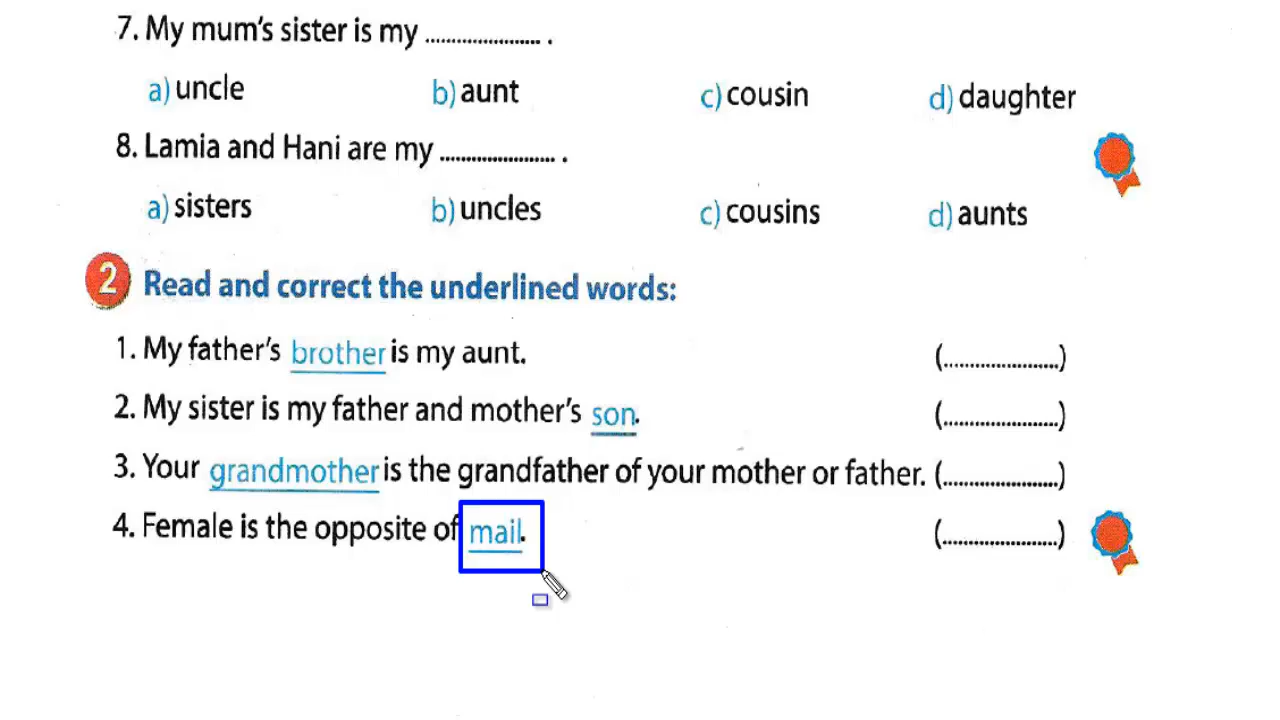 7. My mum's sister is my ........................ .
a) uncle b) aunt c) cousin d) daughter
8. Lamia and Hani are my ........................ .
a) sisters b) uncles c) cousins d) aunts
2 Read and correct the underlined words:
1. My father's brother is my aunt. (........................)
2. My sister is my father and mother's son. (........................)
3. Your grandmother is the grandfather of your mother or father. (........................)
4. Female is the opposite of mail. (........................)